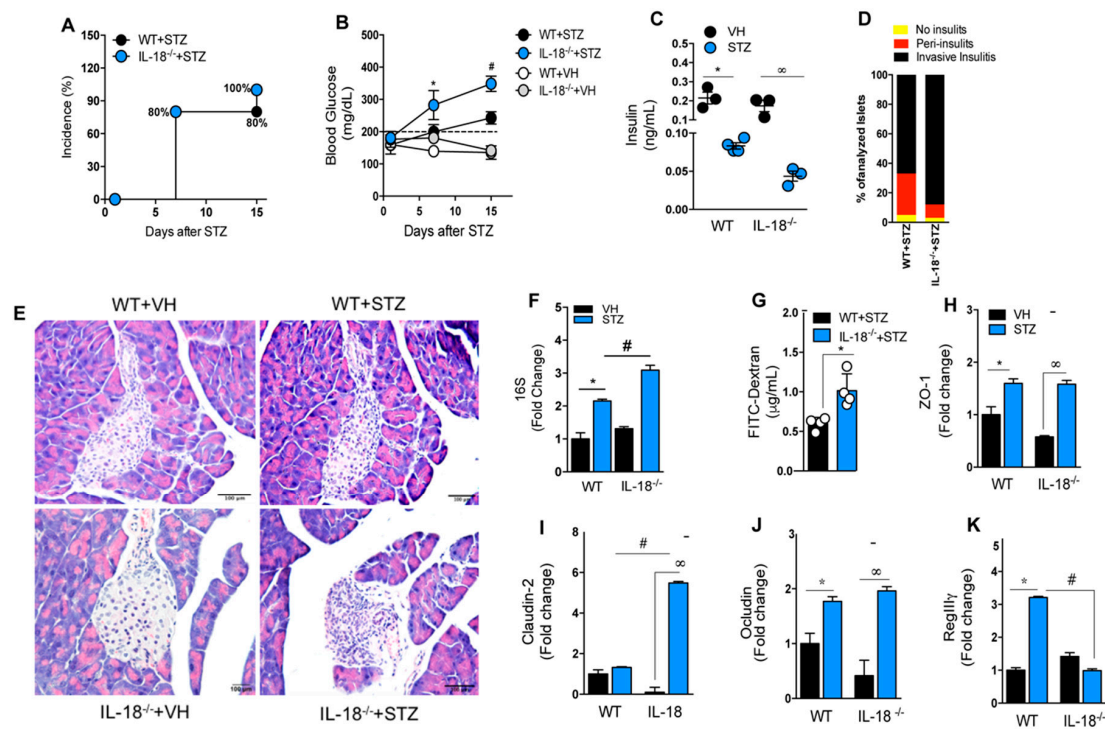 A
WT+STZ
IL-18-/-+STZ
Incidence (%)
150
120
90
60
30
0
80%
100%
80%
0
5
10
15
Days after STZ
B
WT+STZ
IL-18-/-+STZ
WT+VH
IL-18-/-+VH
Blood Glucose
(mg/dL)
400
300
200
100
0
*
#
0
5
10
15
Days after STZ
C
VH
STZ
Insulin
(ng/mL)
0.5
0.4
0.3
0.2
0.1
0.10
0.05
0.00
*
∞
WT
IL-18-/-
D
No insulits
Peri-insulits
Invasive Insulitis
% ofanalyzed Islets
100
80
60
40
20
0
WT+STZ
IL-18-/-+STZ
E
WT+VH
WT+STZ
100 µm
IL-18-/-+VH
IL-18-/-+STZ
F
VH
STZ
16S
(Fold Change)
4
3
2
1
0
*
#
WT
IL-18-/-
G
WT+STZ
IL-18-/-+STZ
FITC-Dextran
(µg/mL)
2.0
1.5
1.0
0.5
0.0
*
H
VH
STZ
ZO-1
(Fold change)
3
2
1
0
*
∞
-
WT
IL-18-/-
I
Claudin-2
(Fold change)
8
6
4
2
0
#
∞
-
WT
IL-18
J
Ocludin
(Fold change)
3
2
1
0
*
∞
-
WT
IL-18 -/-
K
RegIIIγ
(Fold change)
4
3
2
1
0
*
#
WT
IL-18-/-